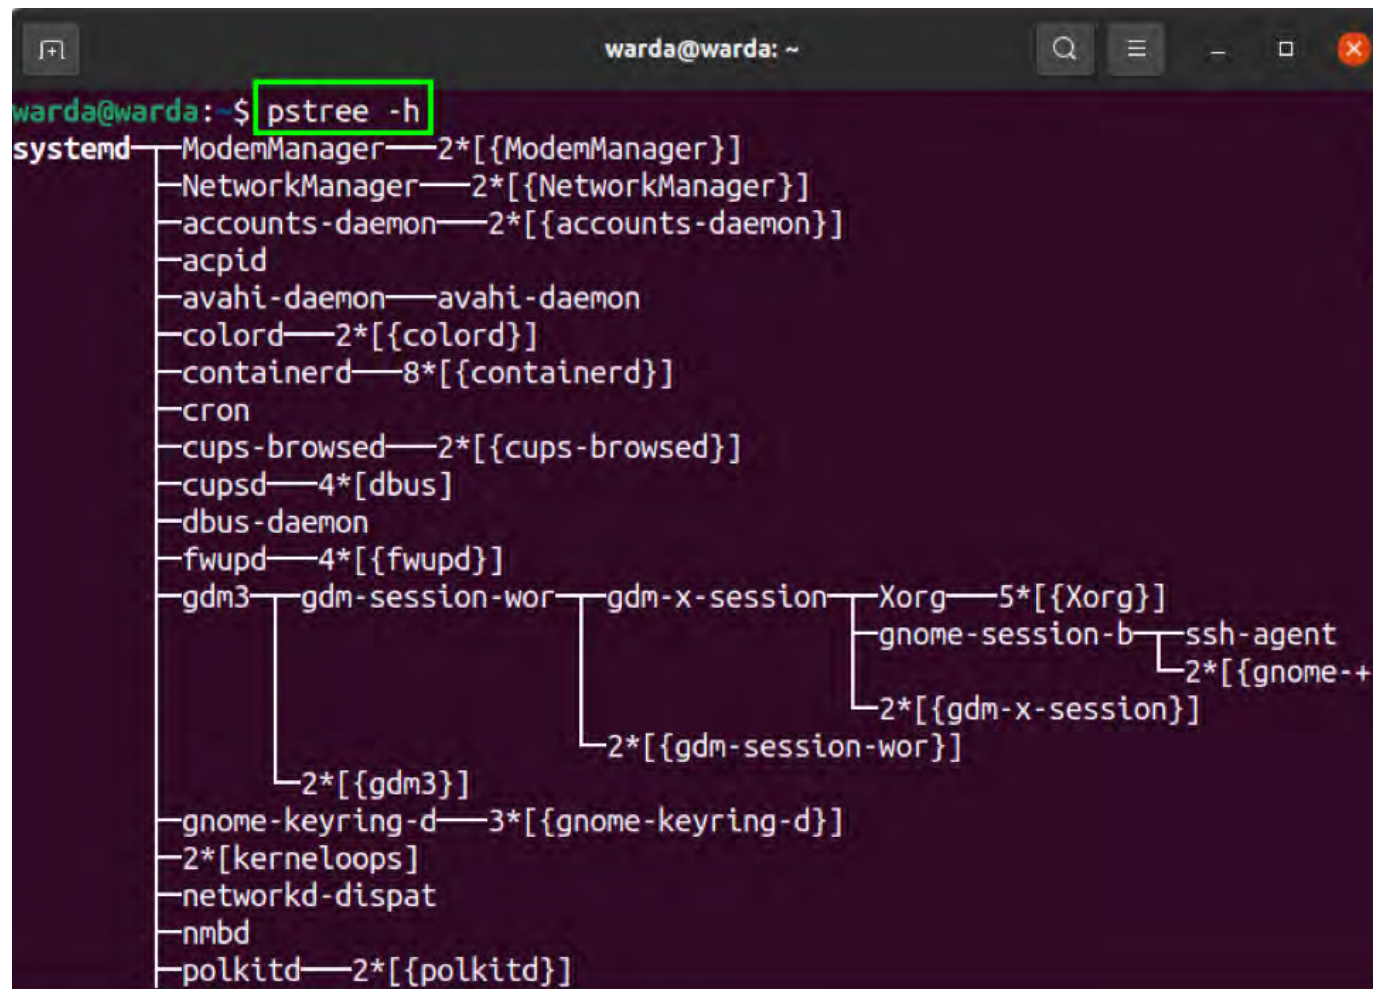 warda@warda: ~
warda@warda:~$ pstree -h
systemd─┬─ModemManager───2*[{ModemManager}]
        ├─NetworkManager───2*[{NetworkManager}]
        ├─accounts-daemon───2*[{accounts-daemon}]
        ├─acpid
        ├─avahi-daemon───avahi-daemon
        ├─colord───2*[{colord}]
        ├─containerd───8*[{containerd}]
        ├─cron
        ├─cups-browsed───2*[{cups-browsed}]
        ├─cupsd───4*[dbus]
        ├─dbus-daemon
        ├─fwupd───4*[{fwupd}]
        ├─gdm3─┬─gdm-session-wor─┬─gdm-x-session─┬─Xorg───5*[{Xorg}]
        │      │                 │               ├─gnome-session-b─┬─ssh-agent
        │      │                 │               │                 └─2*[{gnome-+
        │      │                 │               └─2*[{gdm-x-session}]
        │      │                 └─2*[{gdm-session-wor}]
        │      └─2*[{gdm3}]
        ├─gnome-keyring-d───3*[{gnome-keyring-d}]
        ├─2*[kerneloops]
        ├─networkd-dispat
        ├─nmbd
        ├─polkitd───2*[{polkitd}]